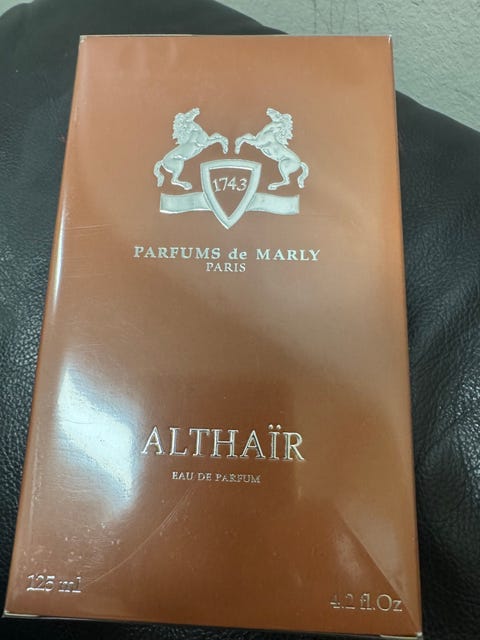 1743
PARFUMS de MARLY
PARIS
ALTHAÏR
EAU DE PARFUM
125 ml
4.2 fl.Oz